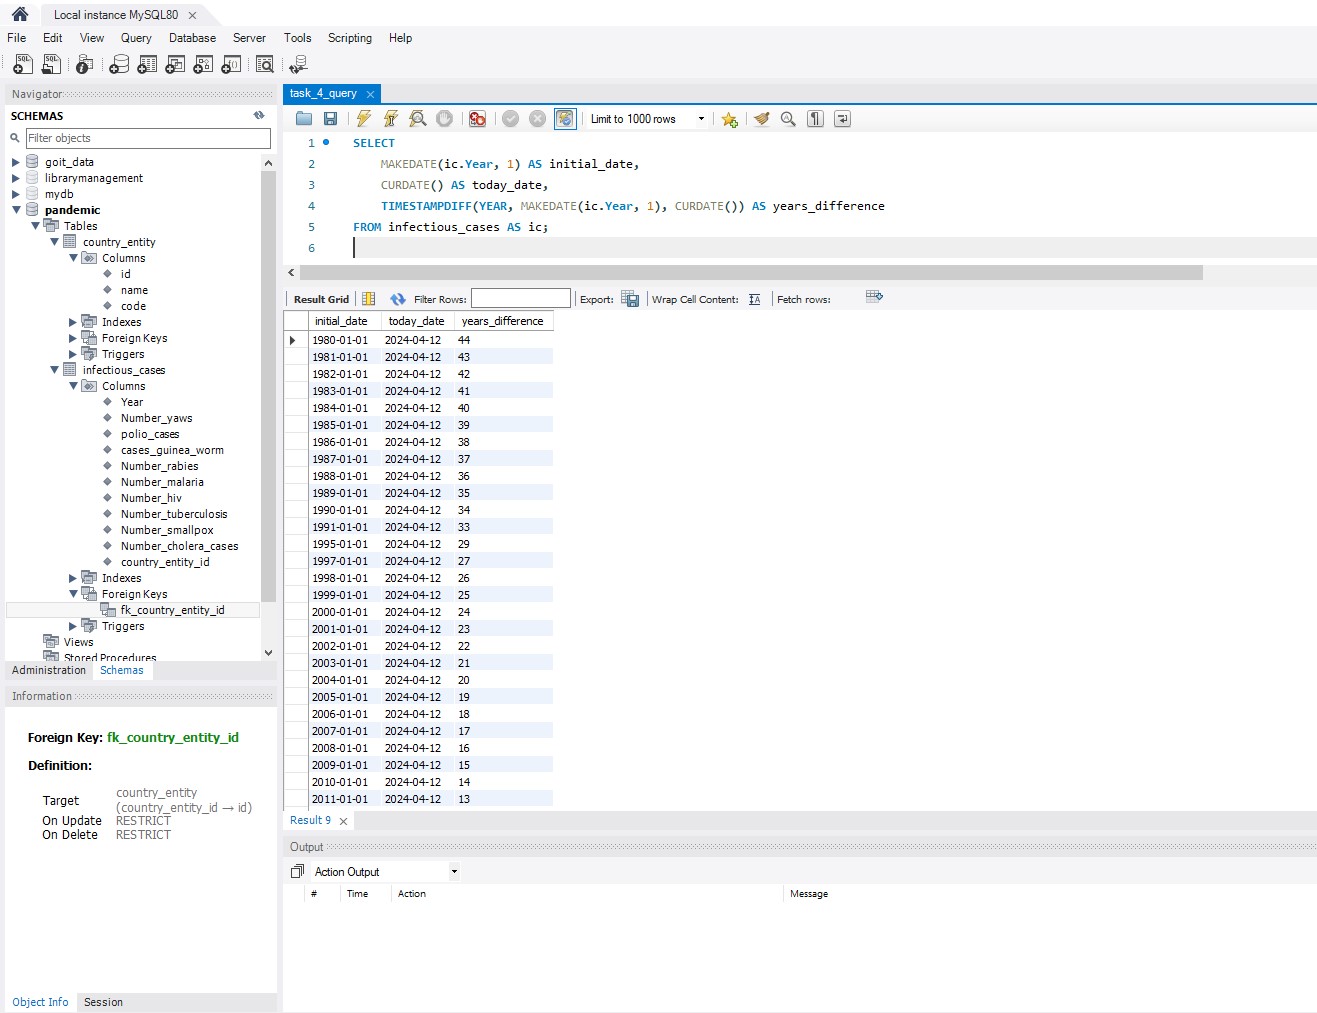 Local instance MySQL80
File Edit View Query Database Server Tools Scripting Help
Navigator
SCHEMAS
Filter objects
goit_data
librarymanagement
mydb
pandemic
Tables
country_entity
Columns
id
name
code
Indexes
Foreign Keys
Triggers
infectious_cases
Columns
Year
Number_yaws
polio_cases
cases_guinea_worm
Number_rabies
Number_malaria
Number_hiv
Number_tuberculosis
Number_smallpox
Number_cholera_cases
country_entity_id
Indexes
Foreign Keys
fk_country_entity_id
Triggers
Views
Stored Procedures
Administration Schemas
Information
Foreign Key: fk_country_entity_id
Definition:
Target country_entity
(country_entity_id → id)
On Update RESTRICT
On Delete RESTRICT
Object Info Session
task_4_query
Limit to 1000 rows
1 SELECT
2 MAKEDATE(ic.Year, 1) AS initial_date,
3 CURDATE() AS today_date,
4 TIMESTAMPDIFF(YEAR, MAKEDATE(ic.Year, 1), CURDATE()) AS years_difference
5 FROM infectious_cases AS ic;
6
Result Grid Filter Rows: Export: Wrap Cell Content: Fetch rows:
initial_date today_date years_difference
1980-01-01 2024-04-12 44
1981-01-01 2024-04-12 43
1982-01-01 2024-04-12 42
1983-01-01 2024-04-12 41
1984-01-01 2024-04-12 40
1985-01-01 2024-04-12 39
1986-01-01 2024-04-12 38
1987-01-01 2024-04-12 37
1988-01-01 2024-04-12 36
1989-01-01 2024-04-12 35
1990-01-01 2024-04-12 34
1991-01-01 2024-04-12 33
1995-01-01 2024-04-12 29
1997-01-01 2024-04-12 27
1998-01-01 2024-04-12 26
1999-01-01 2024-04-12 25
2000-01-01 2024-04-12 24
2001-01-01 2024-04-12 23
2002-01-01 2024-04-12 22
2003-01-01 2024-04-12 21
2004-01-01 2024-04-12 20
2005-01-01 2024-04-12 19
2006-01-01 2024-04-12 18
2007-01-01 2024-04-12 17
2008-01-01 2024-04-12 16
2009-01-01 2024-04-12 15
2010-01-01 2024-04-12 14
2011-01-01 2024-04-12 13
Result 9
Output
Action Output
# Time Action Message